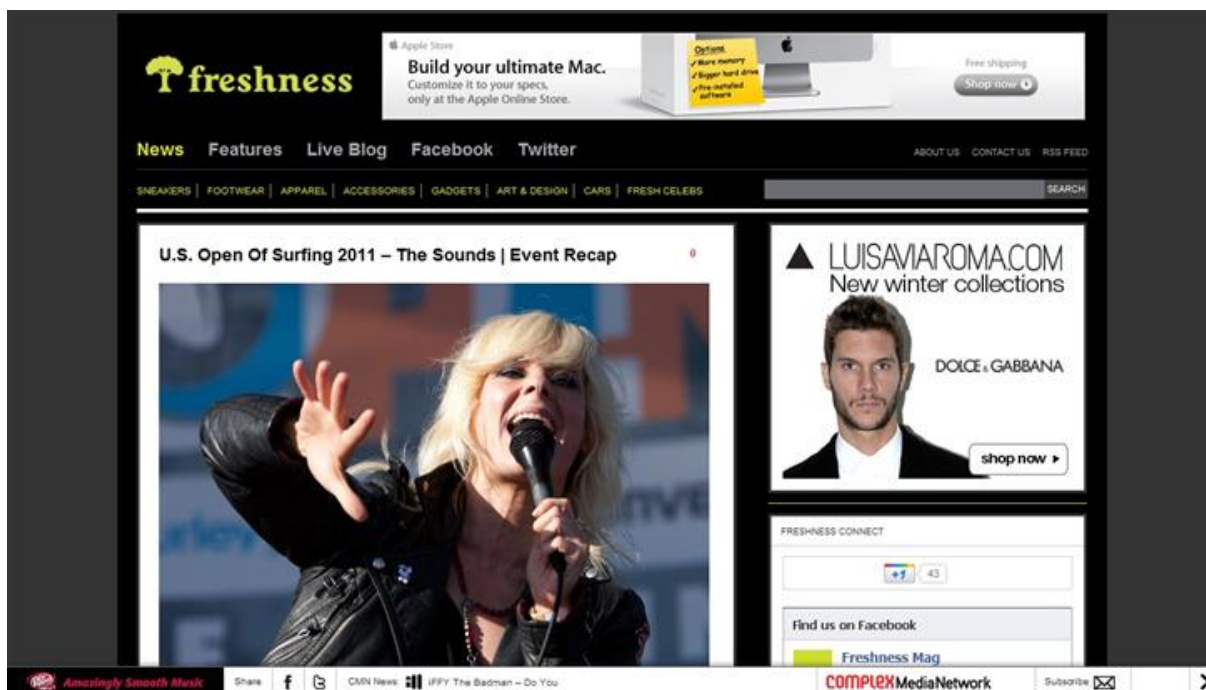 freshness
Apple Store
Build your ultimate Mac.
Customize it to your specs,
only at the Apple Online Store.
Options
✓ More memory
✓ Bigger hard drive
✓ Pre-installed
software
Free shipping
Shop now
News Features Live Blog Facebook Twitter
ABOUT US CONTACT US RSS FEED
SNEAKERS | FOOTWEAR | APPAREL | ACCESSORIES | GADGETS | ART & DESIGN | CARS | FRESH CELEBS
SEARCH
U.S. Open Of Surfing 2011 – The Sounds | Event Recap
0
LUISAVIAROMA.COM
New winter collections
DOLCE & GABBANA
shop now
FRESHNESS CONNECT
+1 43
Find us on Facebook
Freshness Mag
Amazingly Smooth Music
Share
CMN News: iFFY The Badman – Do You
COMPLEX MediaNetwork
Subscribe